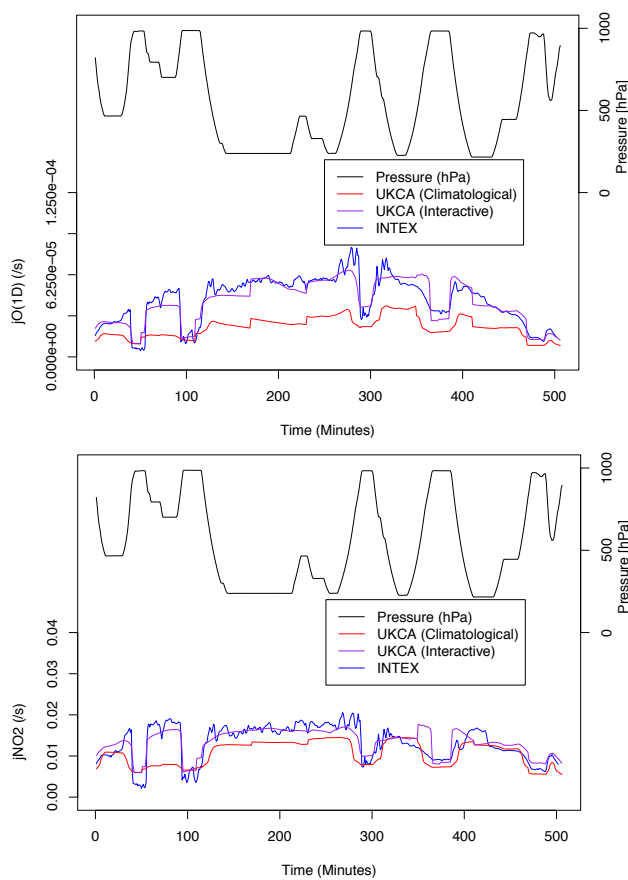 1000
500
0
Pressure [hPa]
1.250e−04
6.250e−05
0.000e+00
jO(1D) (/s)
Pressure (hPa)
UKCA (Climatological)
UKCA (Interactive)
INTEX
0 100 200 300 400 500
Time (Minutes)
1000
500
0
Pressure [hPa]
0.04
0.03
0.02
0.01
0.00
jNO2 (/s)
Pressure (hPa)
UKCA (Climatological)
UKCA (Interactive)
INTEX
0 100 200 300 400 500
Time (Minutes)